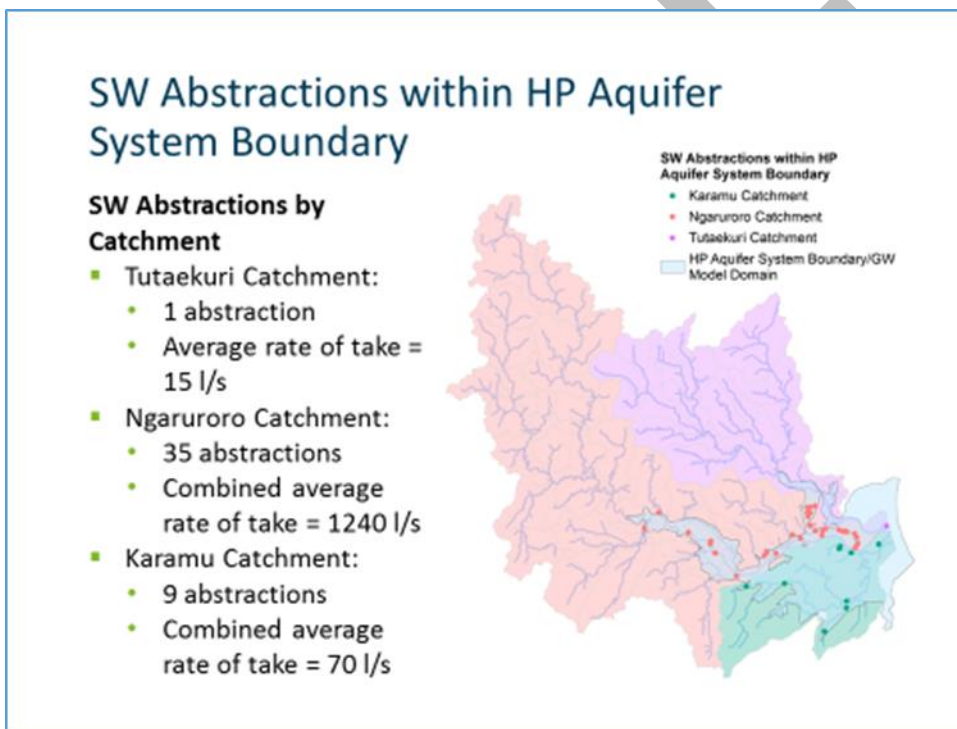 SW Abstractions within HP Aquifer
System Boundary
SW Abstractions by
Catchment
▪ Tutaekuri Catchment:
• 1 abstraction
• Average rate of take =
15 l/s
▪ Ngaruroro Catchment:
• 35 abstractions
• Combined average
rate of take = 1240 l/s
▪ Karamu Catchment:
• 9 abstractions
• Combined average
rate of take = 70 l/s
SW Abstractions within HP
Aquifer System Boundary
Karamu Catchment
Ngaruroro Catchment
Tutaekuri Catchment
HP Aquifer System Boundary/GW
Model Domain